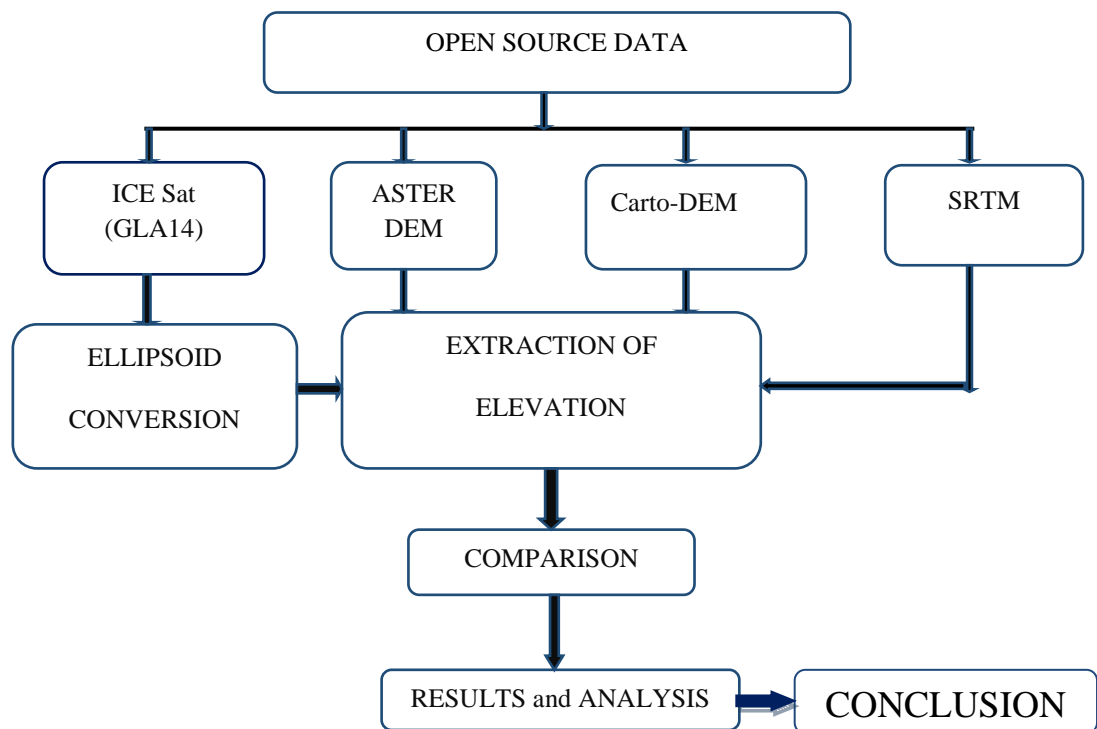 OPEN SOURCE DATA
ICE Sat
(GLA14)
ASTER
DEM
Carto-DEM
SRTM
ELLIPSOID
CONVERSION
EXTRACTION OF
ELEVATION
COMPARISON
RESULTS and ANALYSIS
CONCLUSION